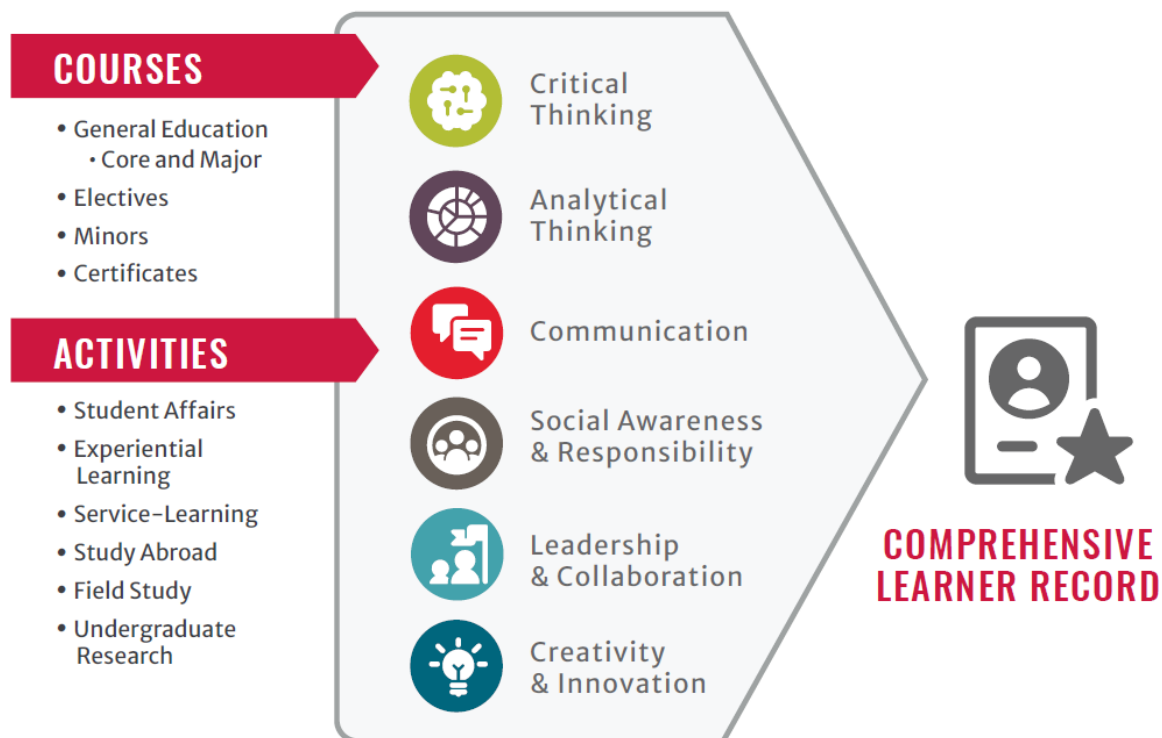 COURSES
• General Education
• Core and Major
• Electives
• Minors
• Certificates
ACTIVITIES
• Student Affairs
• Experiential
Learning
• Service-Learning
• Study Abroad
• Field Study
• Undergraduate
Research
Critical
Thinking
Analytical
Thinking
Communication
Social Awareness
& Responsibility
Leadership
& Collaboration
Creativity
& Innovation
COMPREHENSIVE
LEARNER RECORD